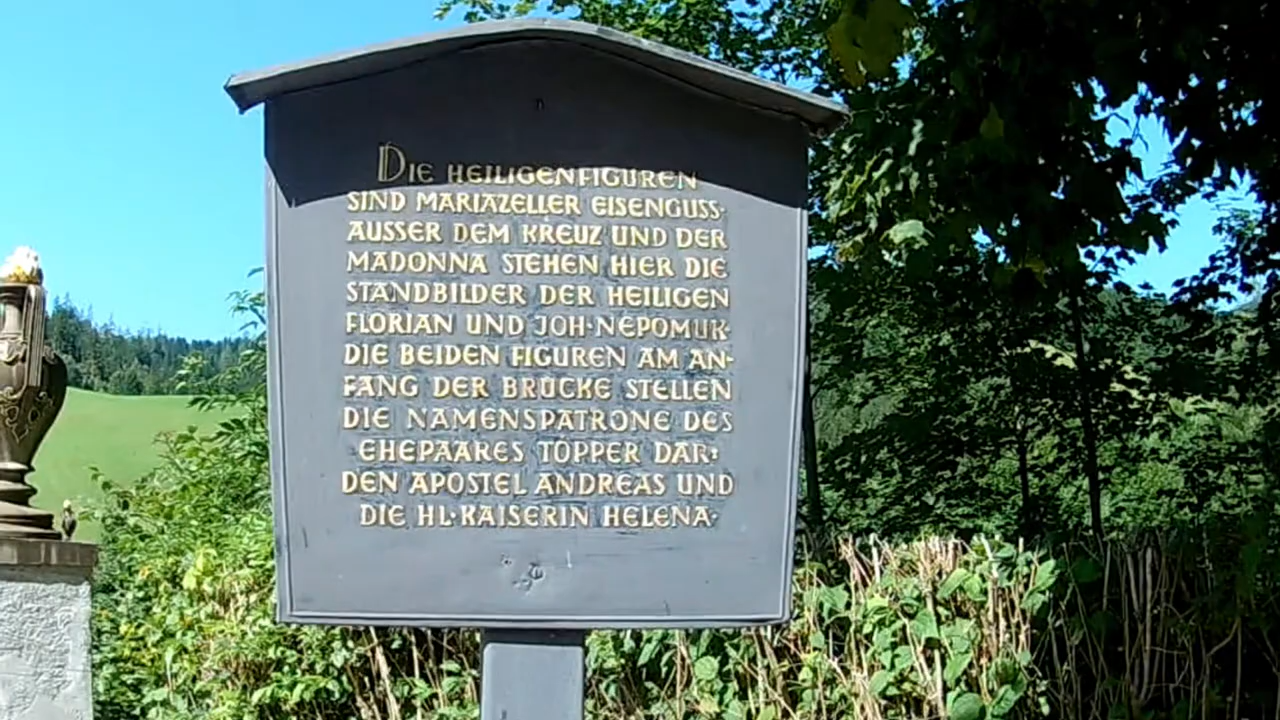 DIE HEILIGENFIGUREN
SIND MARIAZELLER EISENGUSS·
AUSSER DEM KREUZ UND DER
MADONNA STEHEN HIER DIE
STANDBILDER DER HEILIGEN
FLORIAN UND JOH·NEPOMUK·
DIE BEIDEN FIGUREN AM AN-
FANG DER BRÜCKE STELLEN
DIE NAMENSPATRONE DES
EHEPAARES TÖPPER DAR:
DEN APOSTEL ANDREAS UND
DIE HL·KAISERIN HELENA·